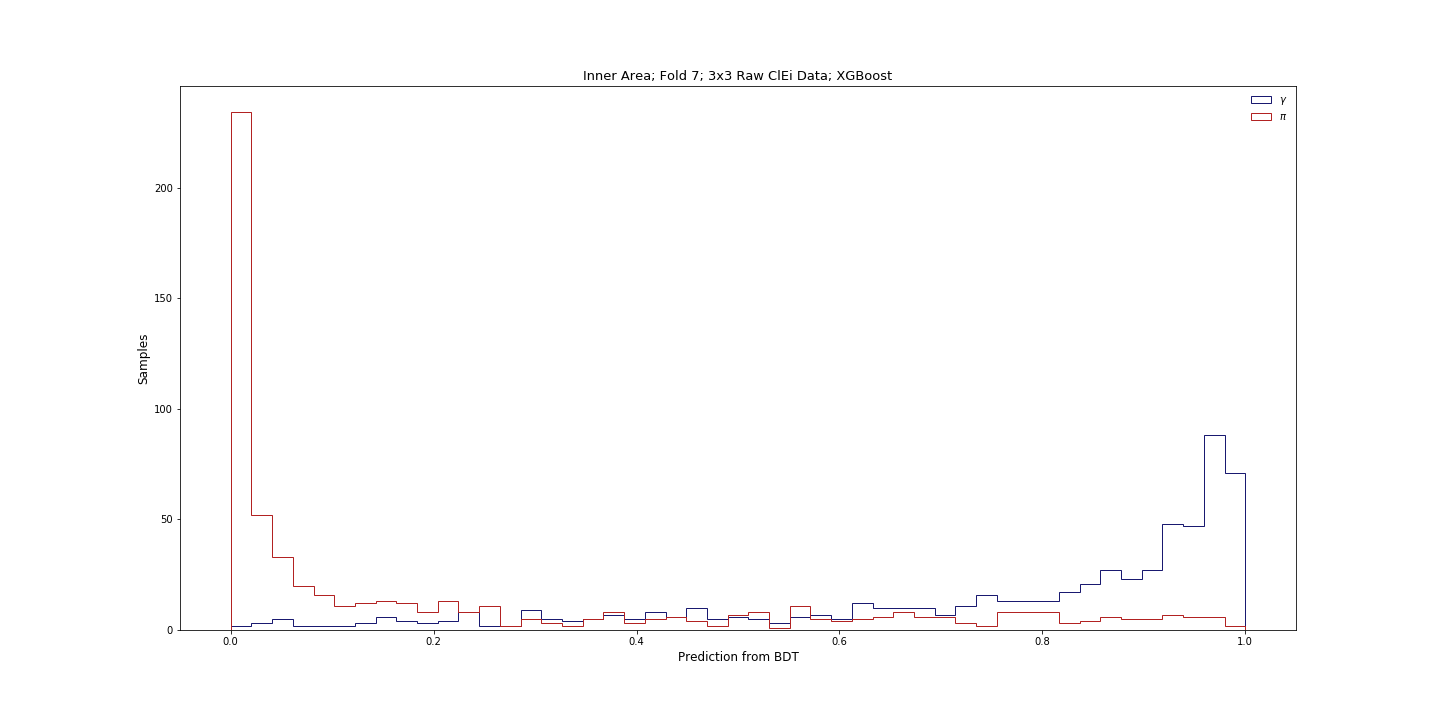 Inner Area; Fold 7; 3x3 Raw ClEi Data; XGBoost
γ
π
200
150
100
50
0
Samples
0.0 0.2 0.4 0.6 0.8 1.0
Prediction from BDT